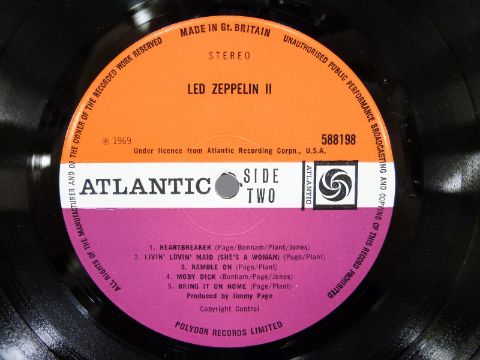 MADE IN Gt. BRITAIN
UNAUTHORISED PUBLIC PERFORMANCE BROADCASTING AND COPYING OF THIS RECORD PROHIBITED
ALL RIGHTS OF THE MANUFACTURER AND OF THE OWNER OF THE RECORDED WORK RESERVED
STEREO
LED ZEPPELIN II
℗ 1969
588198
Under licence from Atlantic Recording Corpn., U.S.A.
ATLANTIC
SIDE
TWO
ATLANTIC
1. HEARTBREAKER (Page/Bonham/Plant/Jones)
2. LIVIN' LOVIN' MAID (SHE'S A WOMAN) (Page/Plant)
3. RAMBLE ON (Page/Plant)
4. MOBY DICK (Bonham/Page/Jones)
5. BRING IT ON HOME (Page/Plant)
Produced by Jimmy Page
Copyright Control
POLYDOR RECORDS LIMITED